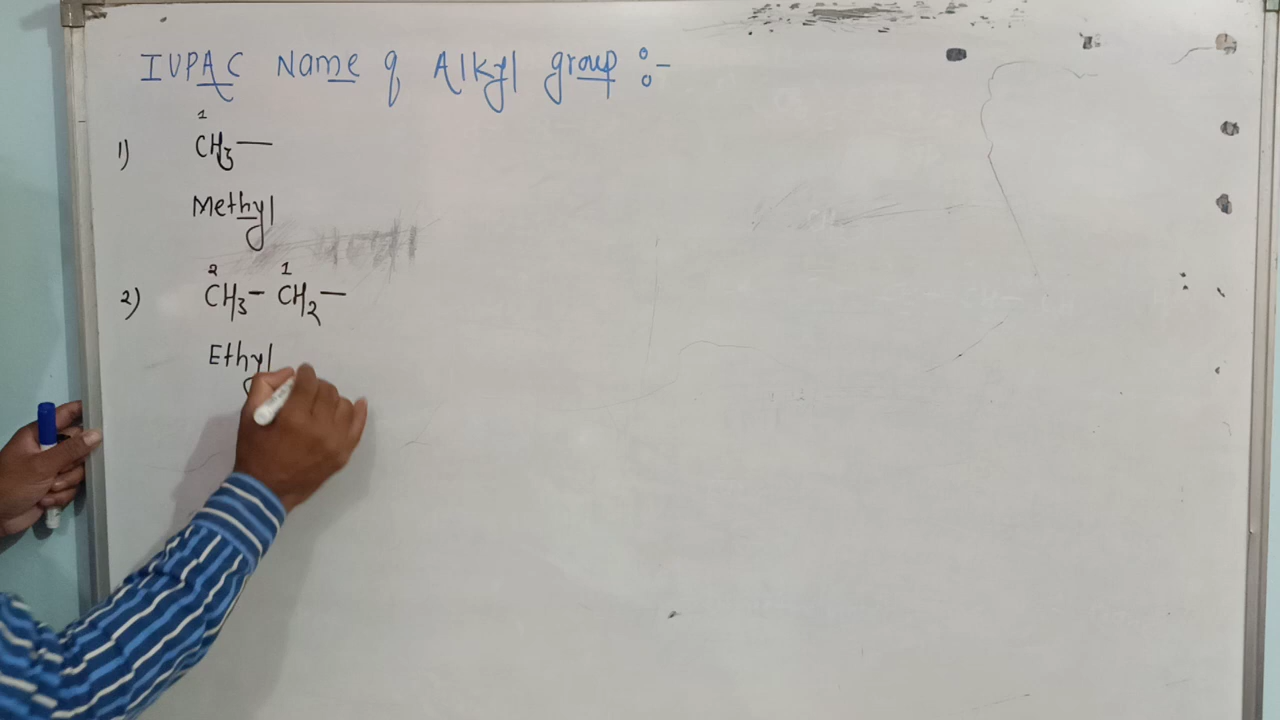 IUPAC Name of Alkyl group :-
1
1) CH3—
Methyl
2 1
2) CH3–CH2—
Ethyl